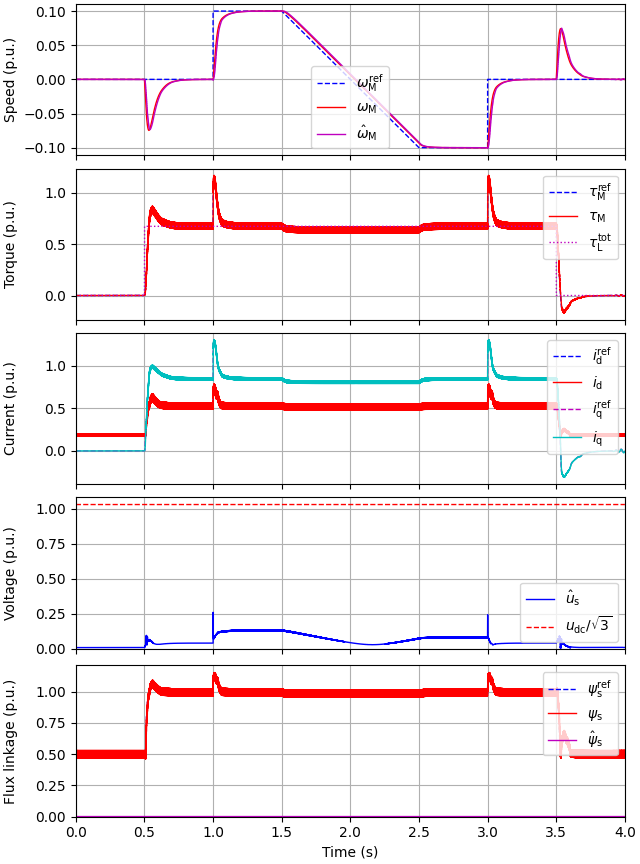 0.10
0.05
0.00
−0.05
−0.10
Speed (p.u.)
ω_M^ref
ω_M
ω̂_M
1.0
0.5
0.0
Torque (p.u.)
τ_M^ref
τ_M
τ_L^tot
1.0
0.5
0.0
Current (p.u.)
i_d^ref
i_d
i_q^ref
i_q
1.00
0.75
0.50
0.25
0.00
Voltage (p.u.)
û_s
u_dc/√3
1.00
0.75
0.50
0.25
0.00
Flux linkage (p.u.)
ψ_s^ref
ψ_s
ψ̂_s
0.0 0.5 1.0 1.5 2.0 2.5 3.0 3.5 4.0
Time (s)